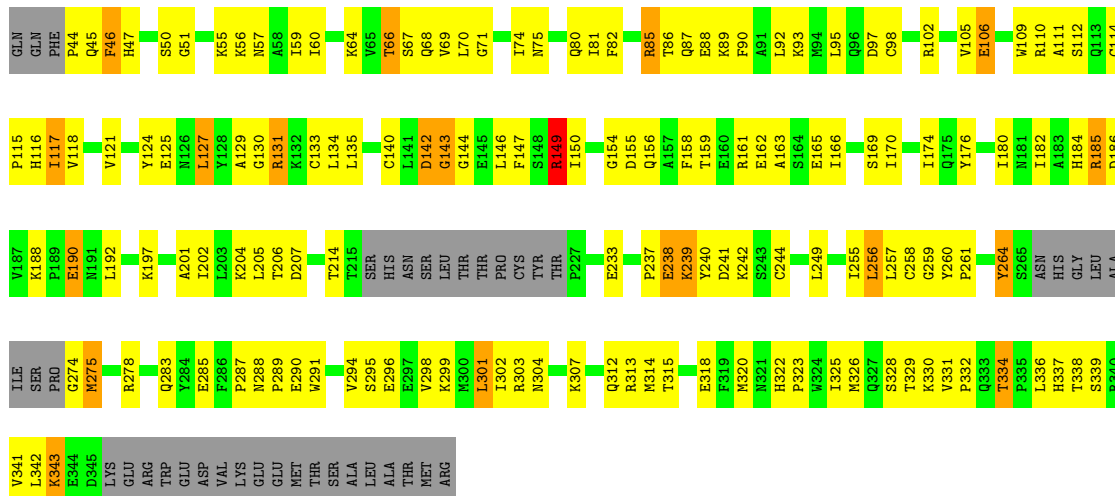 GLN GLN PHE P44 Q45 F46 H47 S50 G51 K55 K56 N57 A58 I59 I60 K64 V65 T66 S67 Q68 V69 L70 G71 I74 N75 Q80 I81 F82 R85 T86 Q87 E88 K89 F90 A91 L92 K93 M94 L95 Q96 D97 C98 R102 V105 E106 W109 R110 A111 S112 Q113
P115 H116 I117 V118 V121 Y124 E125 N126 L127 Y128 A129 G130 R131 K132 C133 L134 L135 C140 L141 D142 G143 G144 E145 L146 F147 S148 R149 I150 G154 D155 Q156 A157 F158 T159 E160 R161 E162 A163 S164 E165 I166 S169 I170 I174 Q175 Y176 I180 N181 I182 A183 H184 R185
V187 K188 P189 E190 N191 L192 K197 A201 I202 L203 K204 L205 T206 D207 T214 T215 SER HIS ASN SER LEU THR THR PRO CYS TYR THR P227 E233 P237 E238 K239 Y240 D241 K242 S243 C244 L249 I255 L256 L257 C258 G259 Y260 P261 Y264 S265 ASN HIS GLY LEU ALA
ILE SER PRO G274 M275 R278 Q283 Y284 E285 F286 P287 N288 P289 E290 W291 V294 S295 E296 E297 V298 K299 M300 L301 I302 R303 N304 K307 Q312 R313 M314 T315 E318 F319 M320 N321 H322 P323 W324 I325 M326 Q327 S328 T329 K330 V331 P332 Q333 T334 P335 L336 H337 T338 S339
V341 L342 K343 E344 D345 LYS GLU ARG TRP GLU ASP VAL LYS GLU GLU MET THR SER ALA LEU ALA THR MET ARG